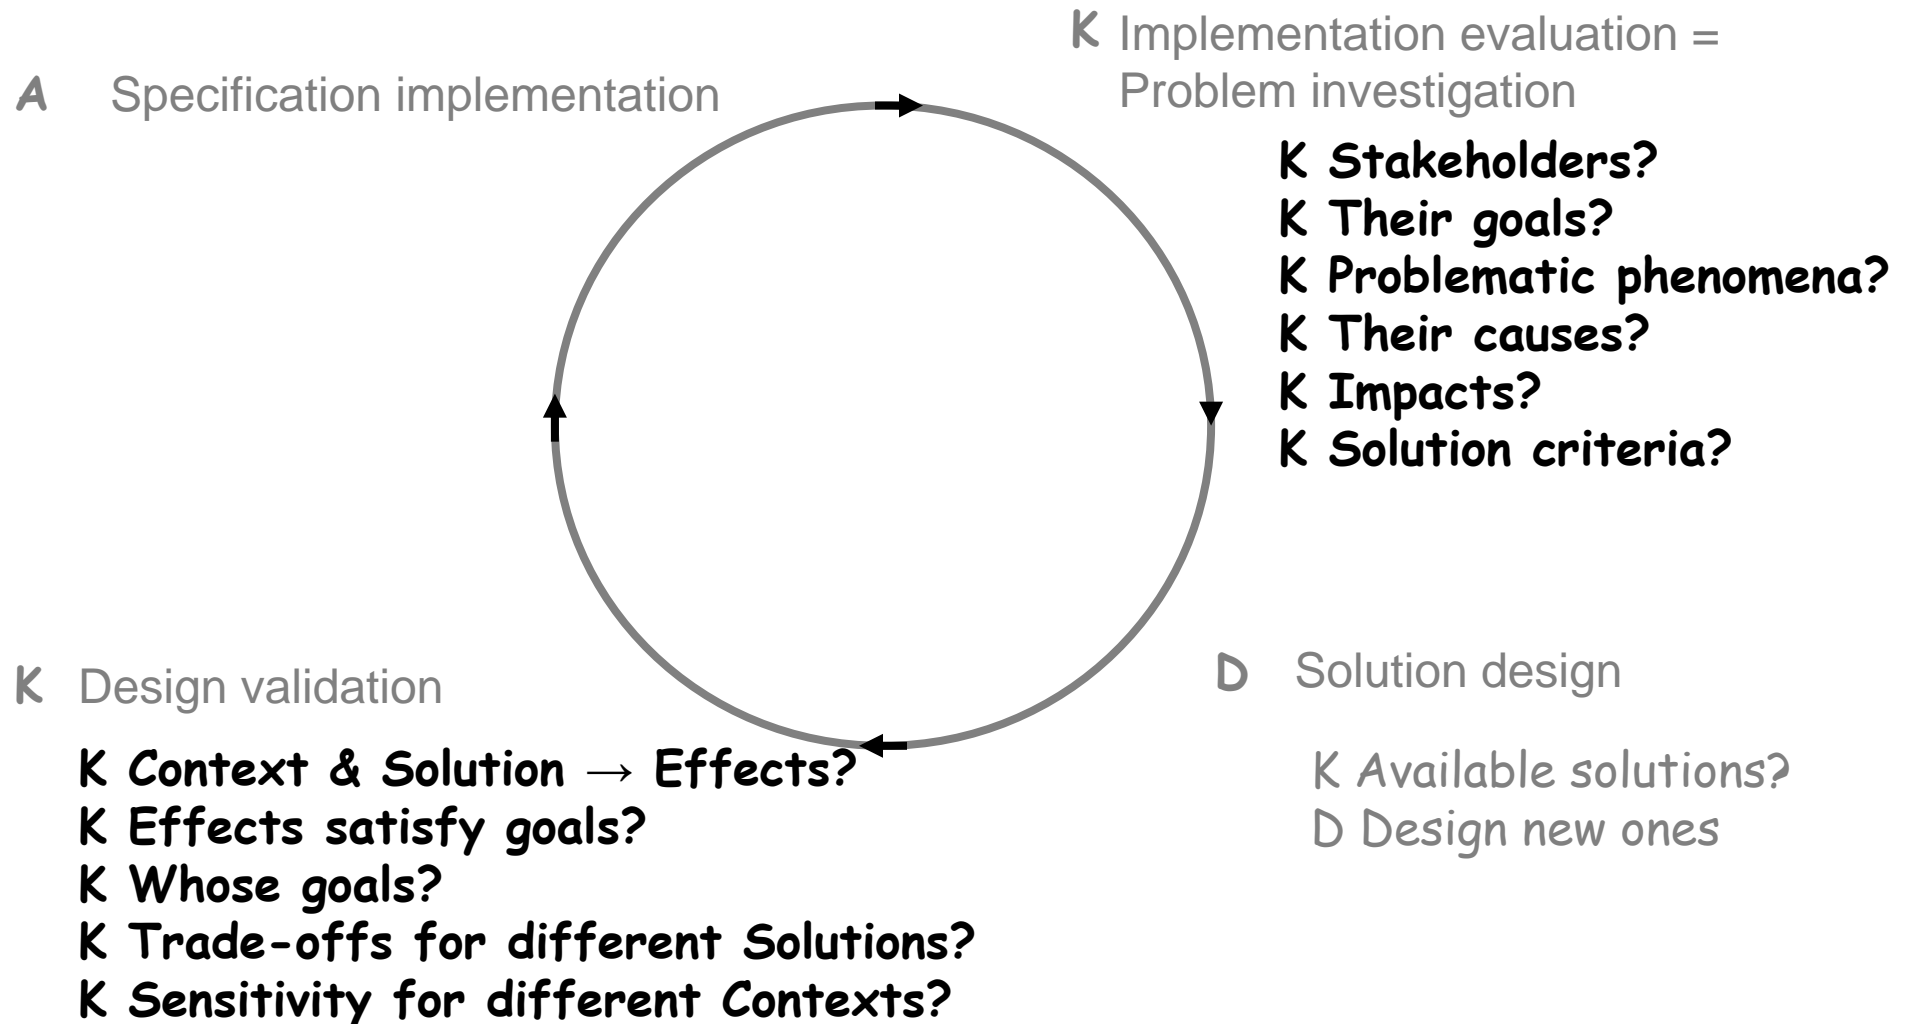 K Implementation evaluation =
Problem investigation
K Stakeholders?
K Their goals?
K Problematic phenomena?
K Their causes?
K Impacts?
K Solution criteria?
A Specification implementation
D Solution design
K Available solutions?
D Design new ones
K Design validation
K Context & Solution → Effects?
K Effects satisfy goals?
K Whose goals?
K Trade-offs for different Solutions?
K Sensitivity for different Contexts?